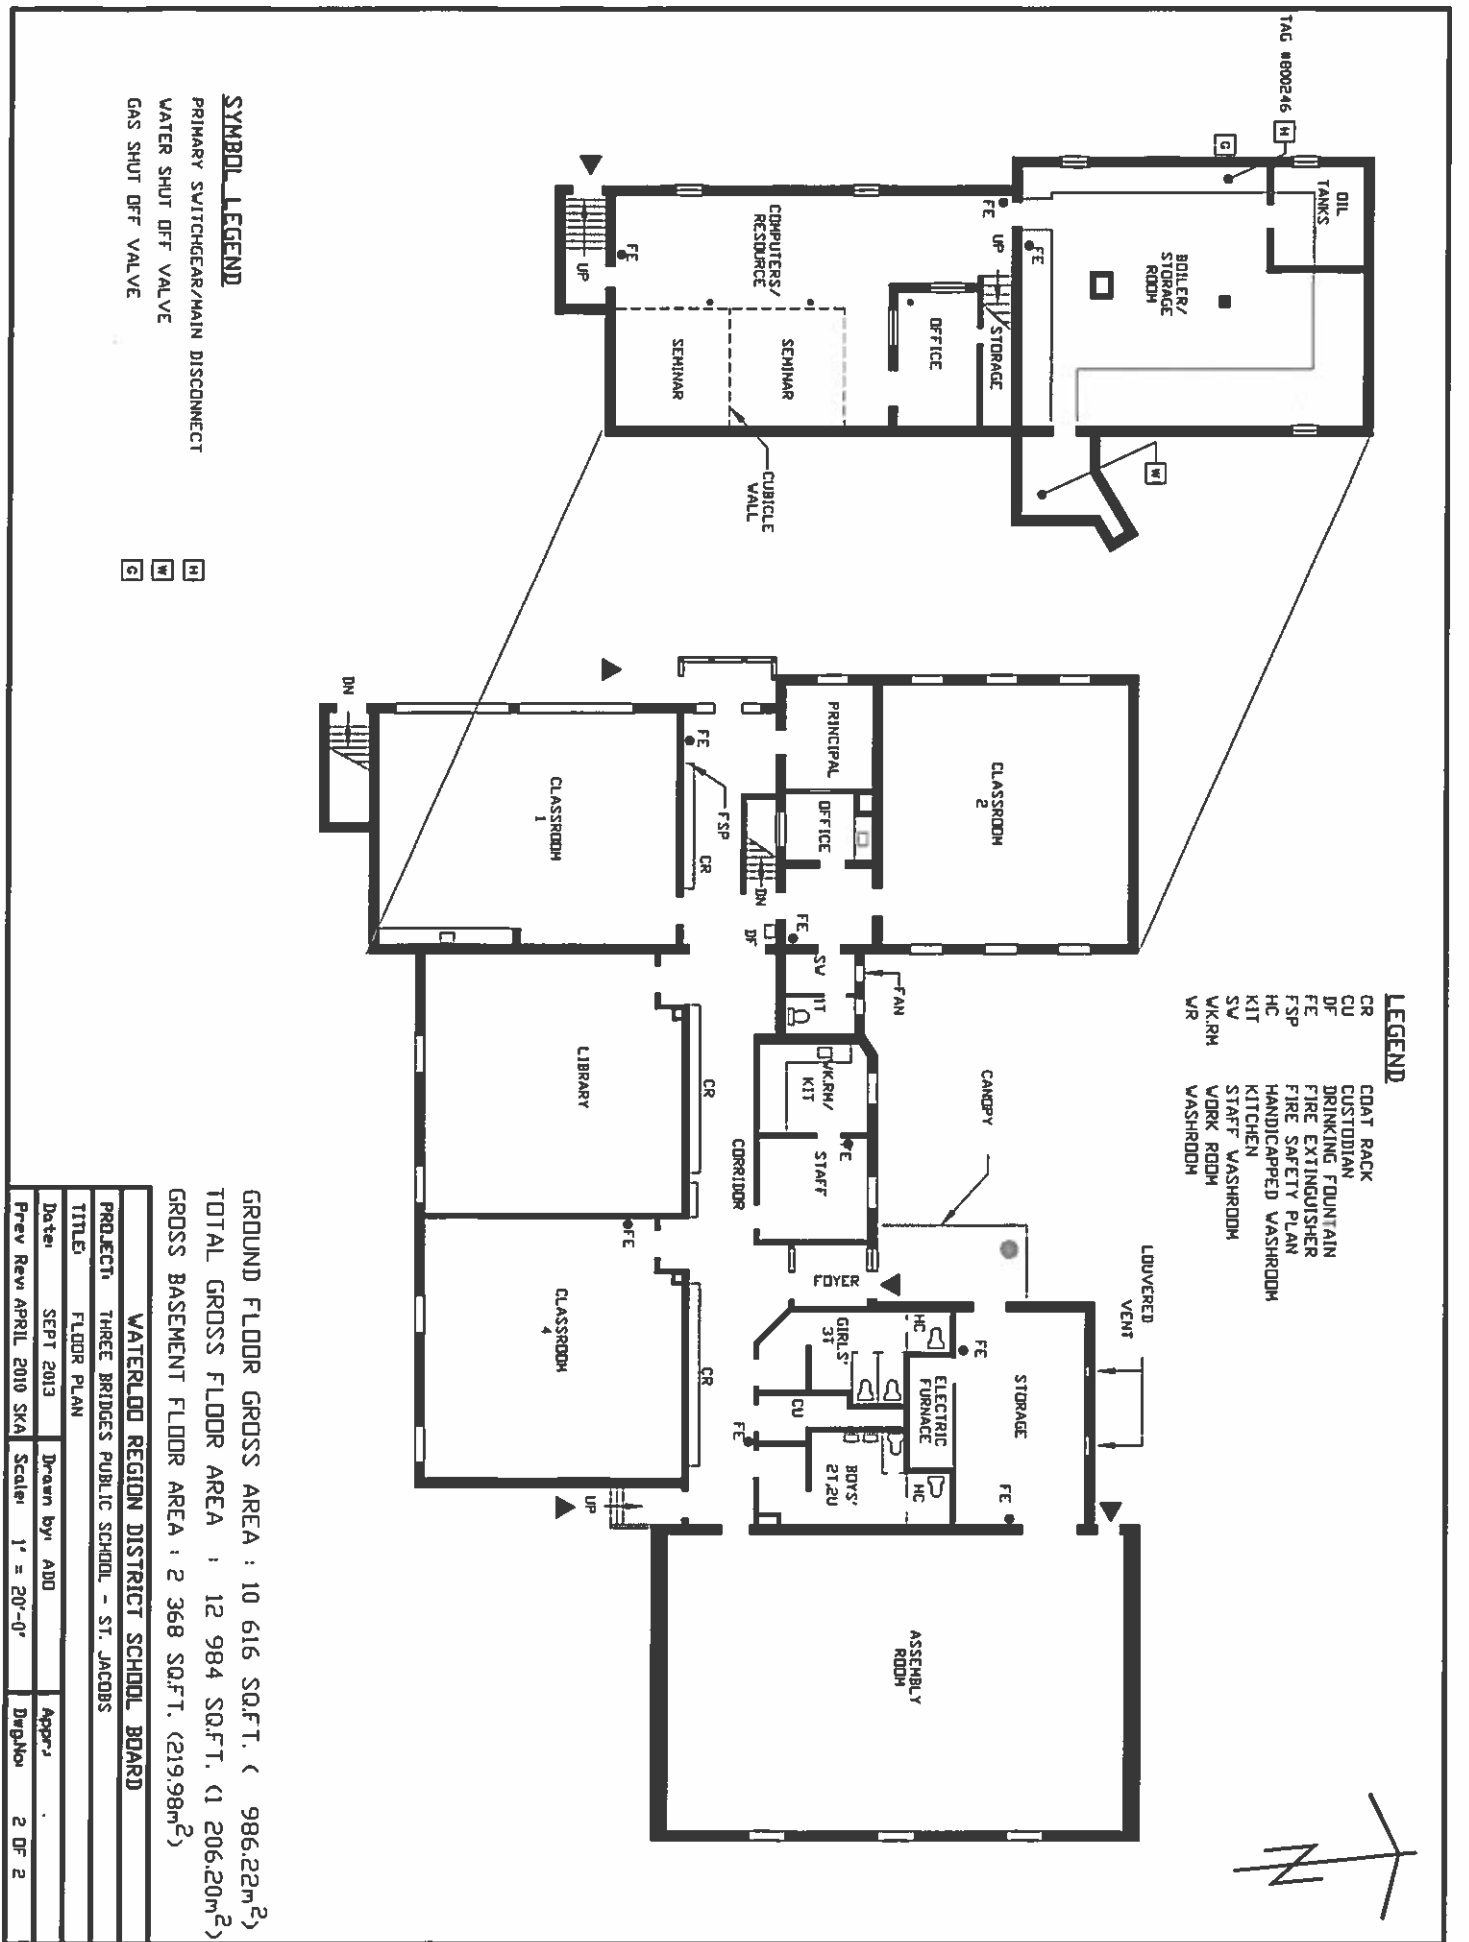 TAG #800246 H
G
OIL
TANKS
BOILER/
STORAGE
ROOM
FE
FE
UP
STORAGE
OFFICE
COMPUTERS/
RESOURCE
SEMINAR
SEMINAR
FE
UP
CUBICLE
WALL
W
SYMBOL LEGEND
PRIMARY SWITCHGEAR/MAIN DISCONNECT H
WATER SHUT OFF VALVE W
GAS SHUT OFF VALVE G
LEGEND
CR COAT RACK
CU CUSTODIAN
DF DRINKING FOUNTAIN
FE FIRE EXTINGUISHER
FSP FIRE SAFETY PLAN
HC HANDICAPPED WASHROOM
KIT KITCHEN
SW STAFF WASHROOM
WK.RM WORK ROOM
WR WASHROOM
CLASSROOM
2
PRINCIPAL
OFFICE
FE
FSP
CR
DN
DF
FE
SW
1T
FAN
DN
CLASSROOM
1
LIBRARY
CR
WK.RM/
KIT
STAFF
FE
CORRIDOR
CANOPY
FOYER
LOUVERED
VENT
FE
STORAGE
FE
HC
GIRLS'
3T
ELECTRIC
FURNACE
CU
FE
BOYS'
2T,2U
HC
FE
CLASSROOM
4
CR
UP
ASSEMBLY
ROOM
N
GROUND FLOOR GROSS AREA : 10 616 SQ.FT. ( 986.22m2)
TOTAL GROSS FLOOR AREA : 12 984 SQ.FT. (1 206.20m2)
GROSS BASEMENT FLOOR AREA : 2 368 SQ.FT. (219.98m2)
WATERLOO REGION DISTRICT SCHOOL BOARD
PROJECT: THREE BRIDGES PUBLIC SCHOOL - ST. JACOBS
TITLE: FLOOR PLAN
Date: SEPT 2013 Drawn by: ADO Appr:
Prev Rev: APRIL 2010 SKA Scale: 1" = 20'-0" Dwg.No: 2 OF 2